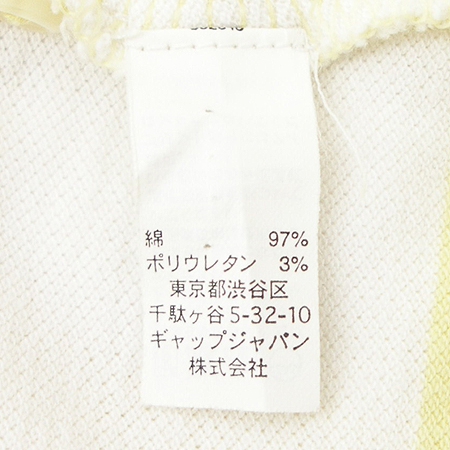 綿 97%
ポリウレタン 3%
東京都渋谷区
千駄ヶ谷 5-32-10
ギャップジャパン
株式会社